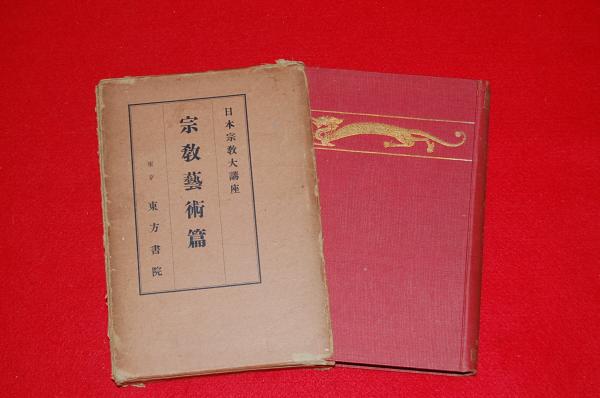 日本宗教大講座
宗教藝術篇
東京 東方書院